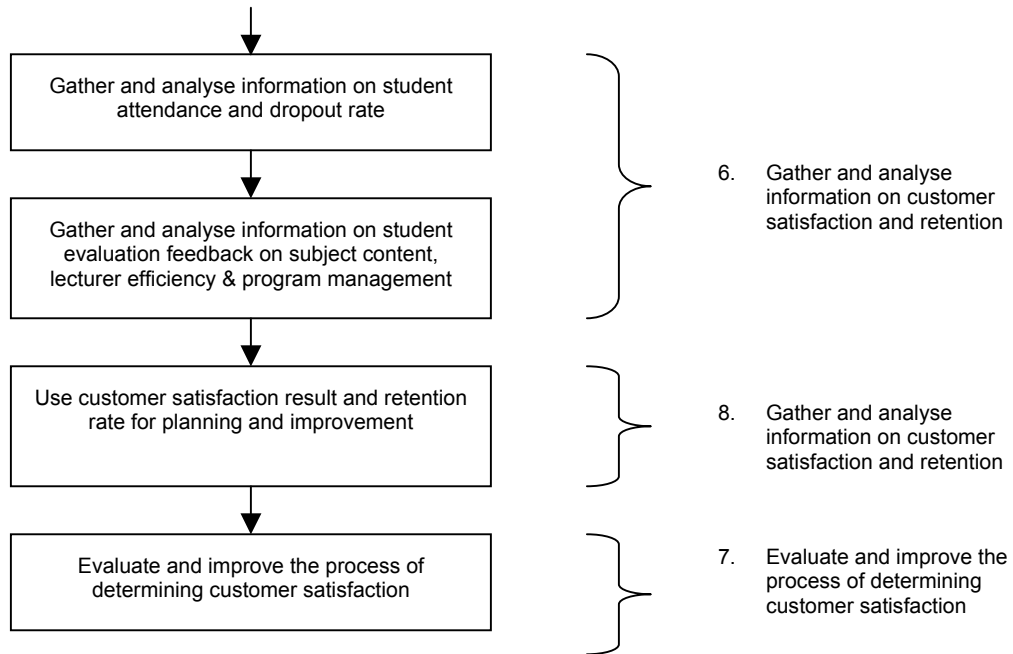 Gather and analyse information on student
attendance and dropout rate
6. Gather and analyse
information on customer
satisfaction and retention
Gather and analyse information on student
evaluation feedback on subject content,
lecturer efficiency & program management
Use customer satisfaction result and retention
rate for planning and improvement
8. Gather and analyse
information on customer
satisfaction and retention
Evaluate and improve the process of
determining customer satisfaction
7. Evaluate and improve the
process of determining
customer satisfaction